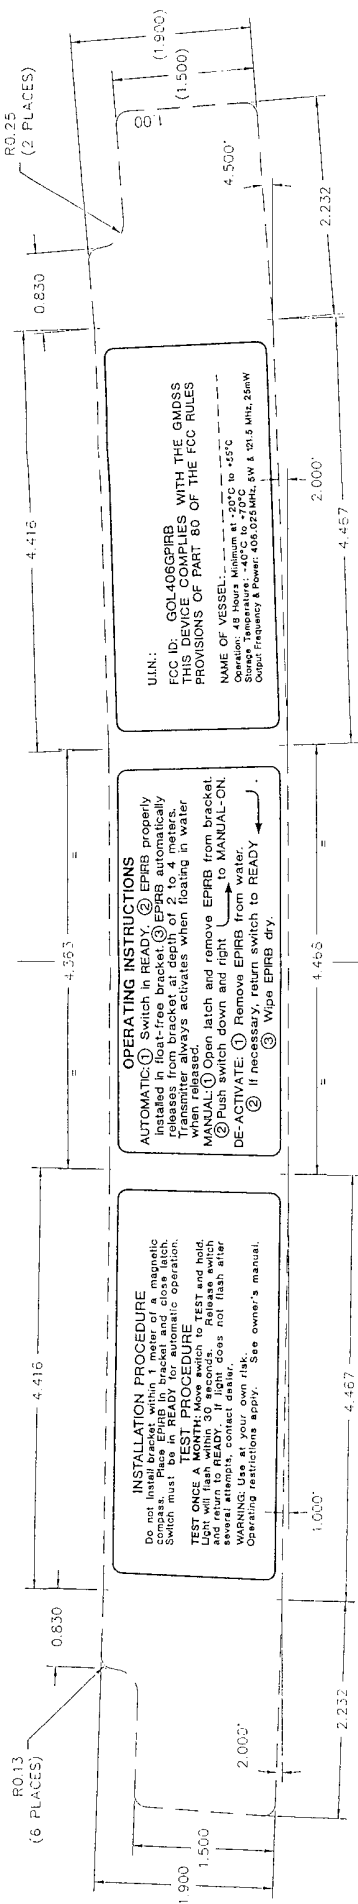 R0.13
(6 PLACES)
0.830
4.416
4.363
4.416
0.830
R0.25
(2 PLACES)
1.900
1.500
(1.900)
(1.500)
INSTALLATION PROCEDURE
Do not install bracket within 1 meter of a magnetic
compass. Place EPIRB in bracket and close latch.
Switch must be in READY for automatic operation.
TEST PROCEDURE
TEST ONCE A MONTH: Move switch to TEST and hold.
Light will flash within 30 seconds. Release switch
and return to READY. If light does not flash after
several attempts, contact dealer.
WARNING: Use at your own risk.
Operating restrictions apply. See owner's manual.
OPERATING INSTRUCTIONS
AUTOMATIC: ① Switch in READY. ② EPIRB properly
installed in float-free bracket. ③ EPIRB automatically
releases from bracket at depth of 2 to 4 meters.
Transmitter always activates when floating in water
when released.
MANUAL: ① Open latch and remove EPIRB from bracket.
② Push switch down and right → to MANUAL-ON.
DE-ACTIVATE: ① Remove EPIRB from water.
② If necessary, return switch to READY ← .
③ Wipe EPIRB dry.
U.I.N.:
FCC ID: GOL406GPIRB
THIS DEVICE COMPLIES WITH THE GMDSS
PROVISIONS OF PART 80 OF THE FCC RULES
NAME OF VESSEL: _ _ _ _ _ _ _ _ _ _
Operation: 48 Hours Minimum at -20°C to +55°C
Storage Temperature: -40°C to +70°C
Output Frequency & Power: 406.025MHz, 5W & 121.5 MHz, 25mW
2.000°
1.000°
2.000°
4.500°
2.232
4.467
=
=
4.466
=
=
4.467
2.232